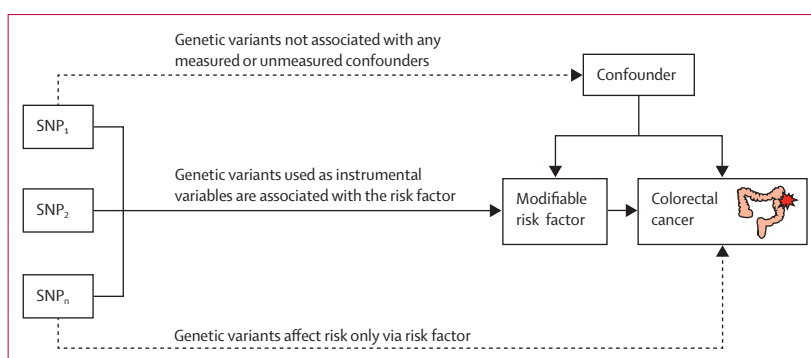 Genetic variants not associated with any
measured or unmeasured confounders
Confounder
SNP₁
Genetic variants used as instrumental
variables are associated with the risk factor
SNP₂
Modifiable
risk factor
Colorectal
cancer
SNPₙ
Genetic variants affect risk only via risk factor